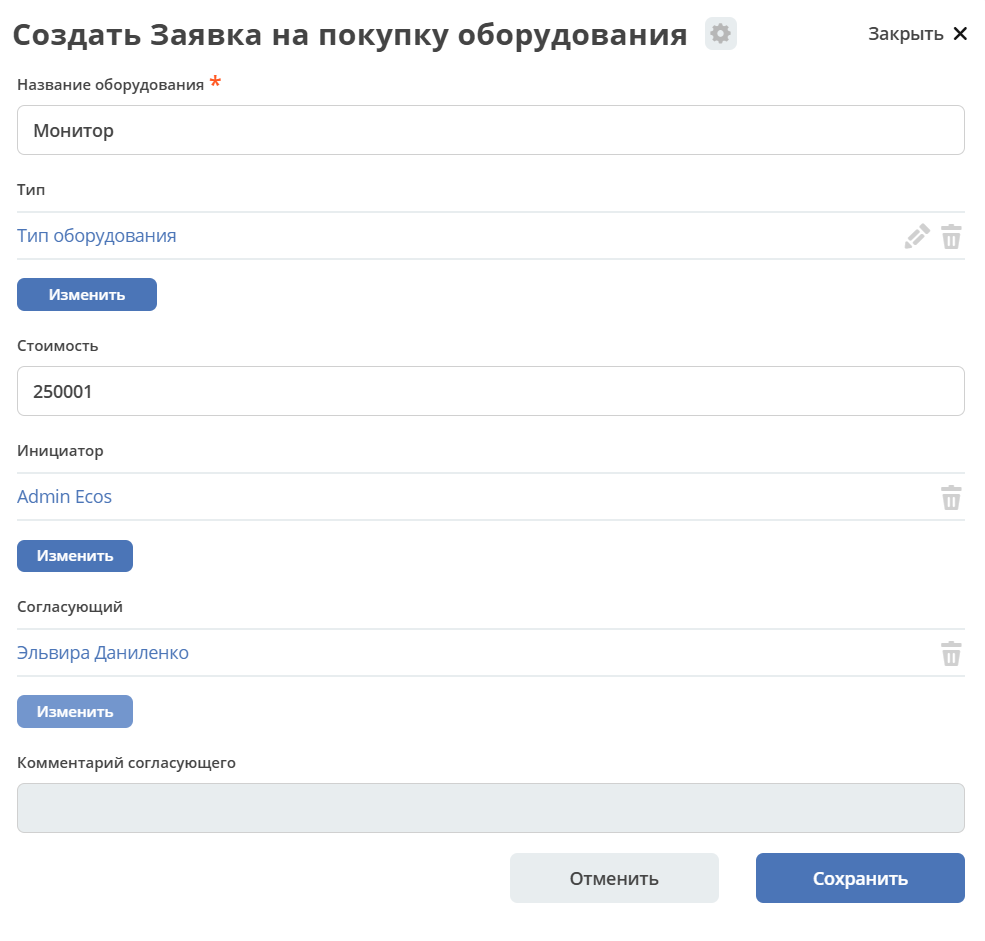 Создать Заявка на покупку оборудования
Закрыть
Название оборудования *
Монитор
Тип
Тип оборудования
Изменить
Стоимость
250001
Инициатор
Admin Ecos
Изменить
Согласующий
Эльвира Даниленко
Изменить
Комментарий согласующего
Отменить
Сохранить